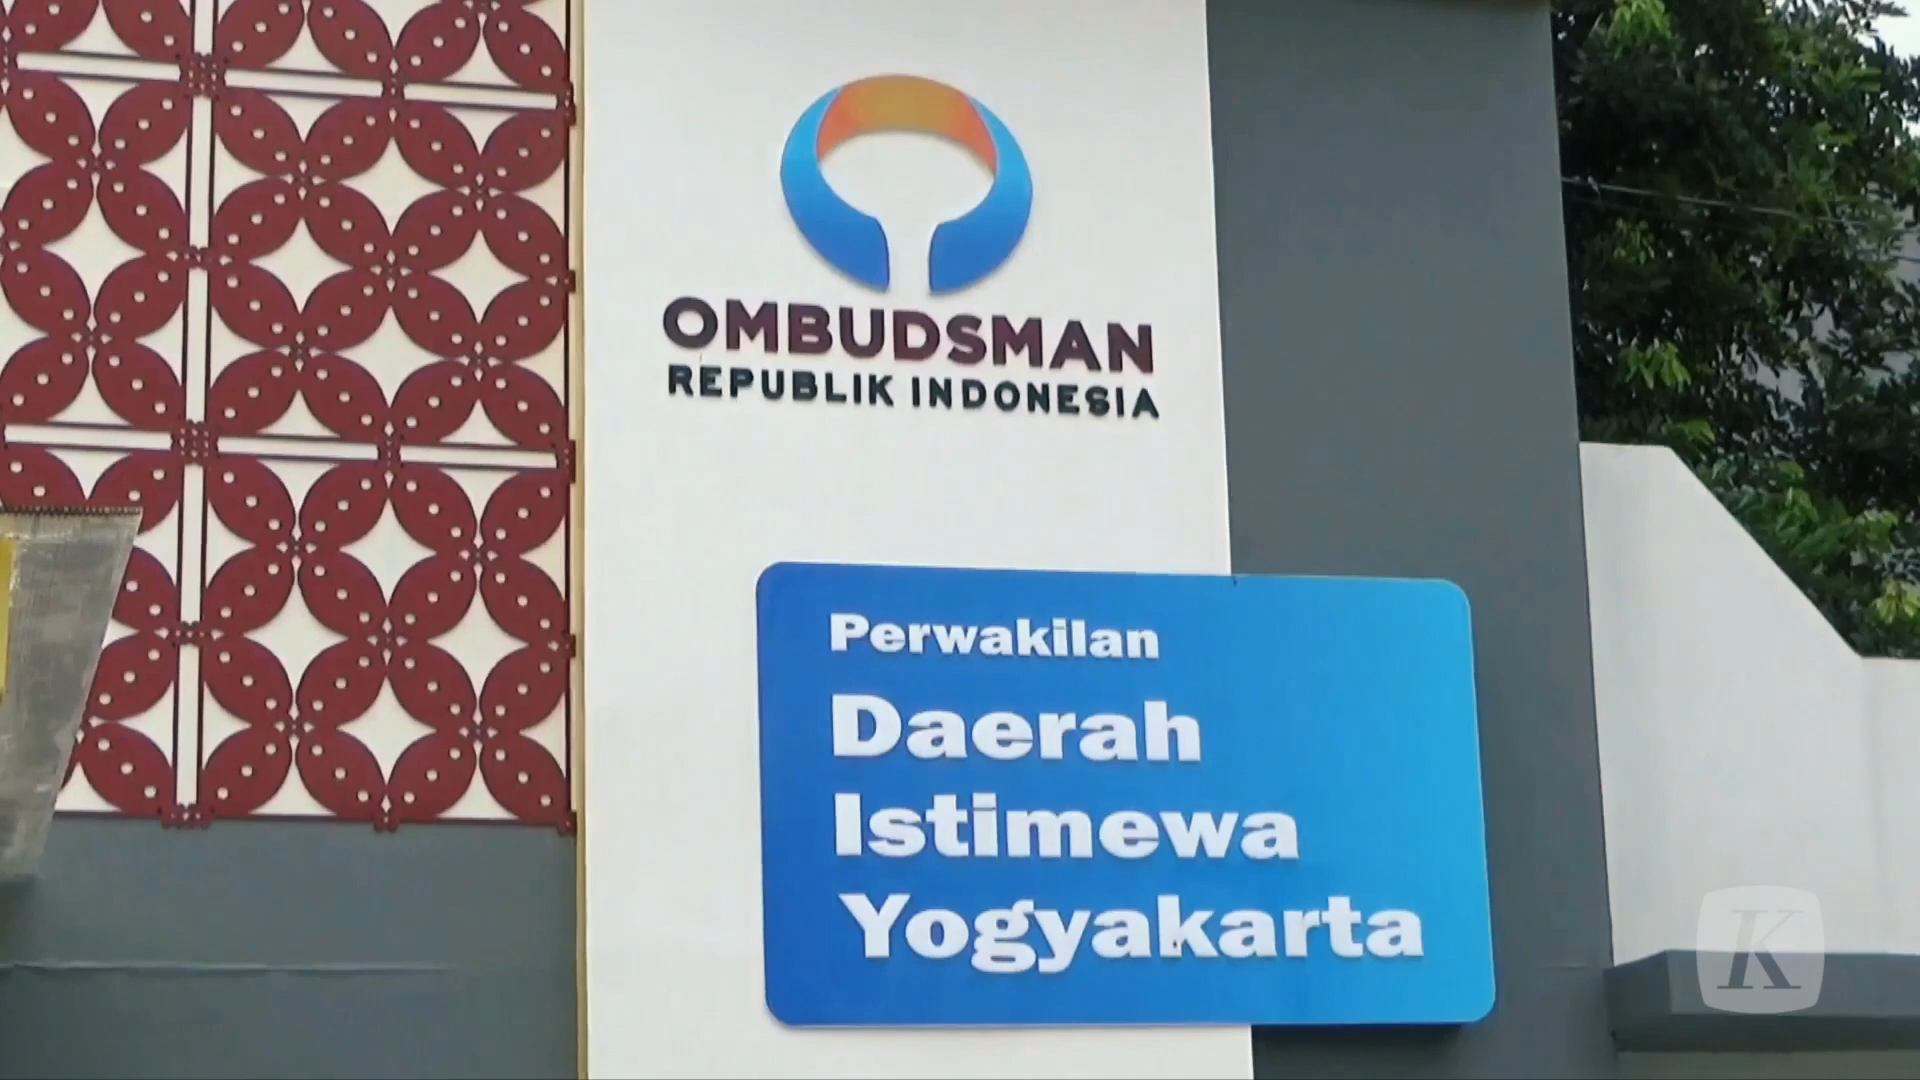 OMBUDSMAN
REPUBLIK INDONESIA
Perwakilan
Daerah
Istimewa
Yogyakarta
K